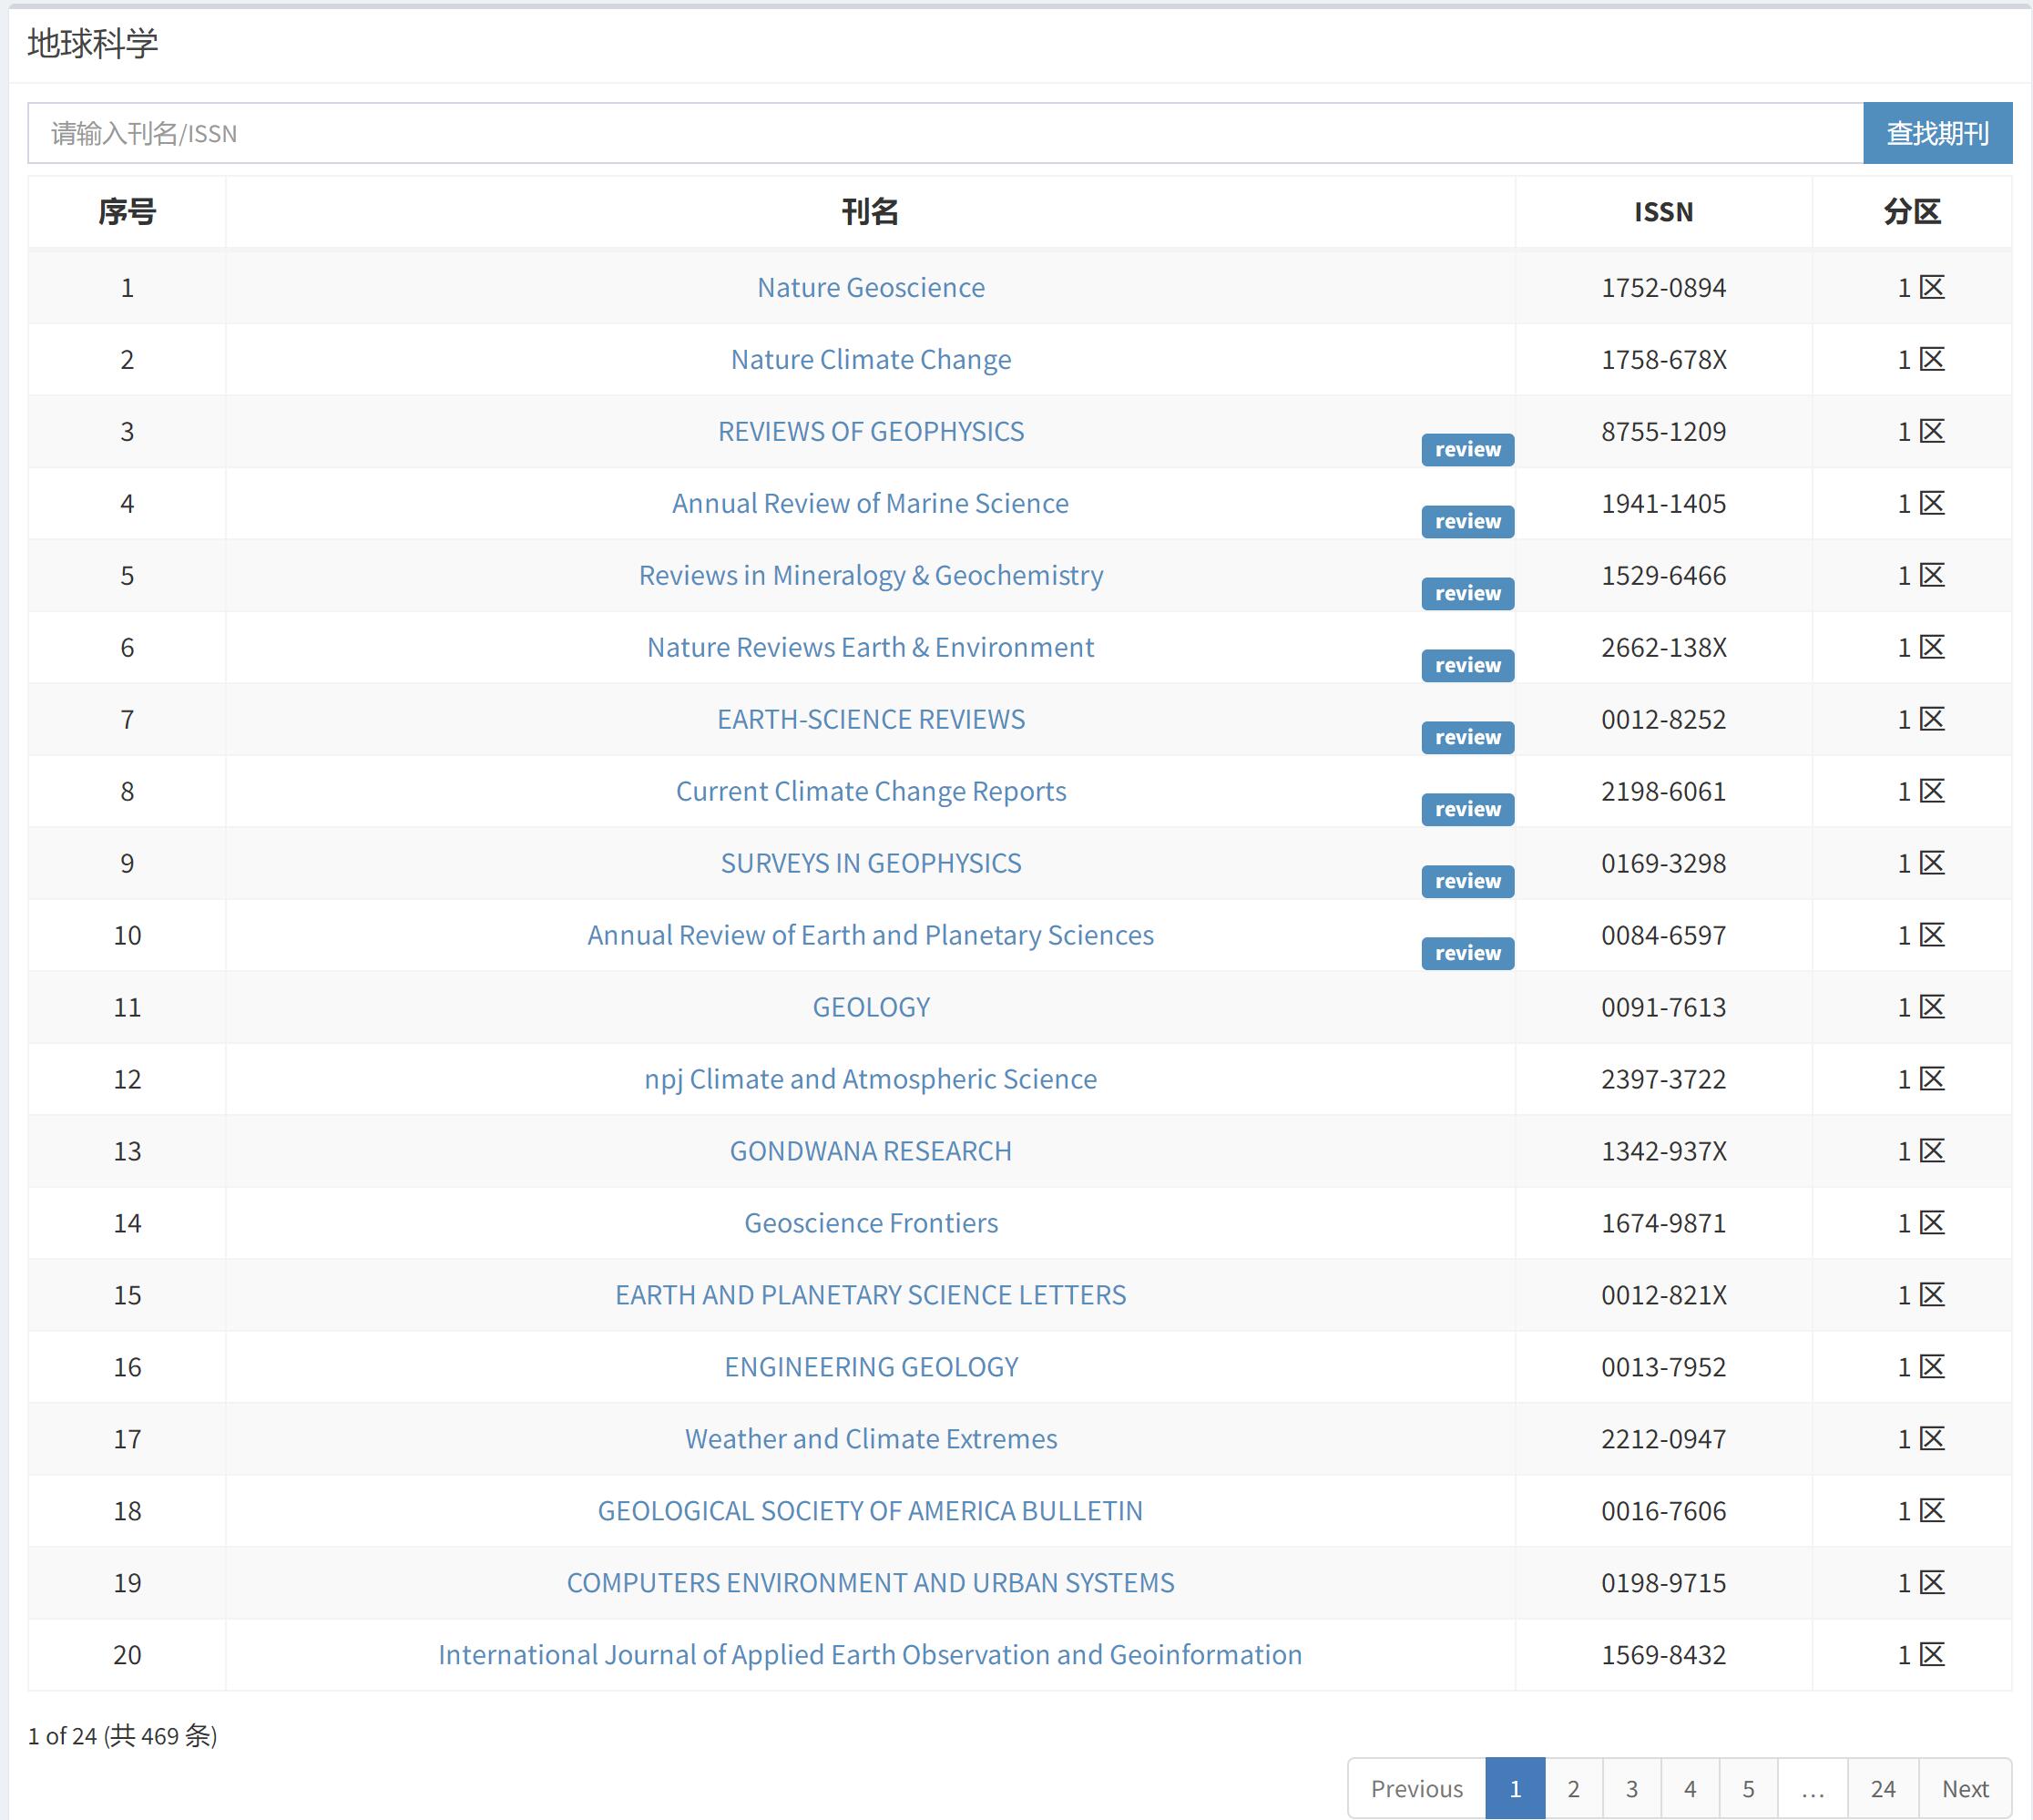 地球科学
请输入刊名/ISSN 查找期刊
序号 刊名 ISSN 分区
1 Nature Geoscience 1752-0894 1 区
2 Nature Climate Change 1758-678X 1 区
3 REVIEWS OF GEOPHYSICS review 8755-1209 1 区
4 Annual Review of Marine Science review 1941-1405 1 区
5 Reviews in Mineralogy & Geochemistry review 1529-6466 1 区
6 Nature Reviews Earth & Environment review 2662-138X 1 区
7 EARTH-SCIENCE REVIEWS review 0012-8252 1 区
8 Current Climate Change Reports review 2198-6061 1 区
9 SURVEYS IN GEOPHYSICS review 0169-3298 1 区
10 Annual Review of Earth and Planetary Sciences review 0084-6597 1 区
11 GEOLOGY 0091-7613 1 区
12 npj Climate and Atmospheric Science 2397-3722 1 区
13 GONDWANA RESEARCH 1342-937X 1 区
14 Geoscience Frontiers 1674-9871 1 区
15 EARTH AND PLANETARY SCIENCE LETTERS 0012-821X 1 区
16 ENGINEERING GEOLOGY 0013-7952 1 区
17 Weather and Climate Extremes 2212-0947 1 区
18 GEOLOGICAL SOCIETY OF AMERICA BULLETIN 0016-7606 1 区
19 COMPUTERS ENVIRONMENT AND URBAN SYSTEMS 0198-9715 1 区
20 International Journal of Applied Earth Observation and Geoinformation 1569-8432 1 区
1 of 24 (共 469 条)
Previous 1 2 3 4 5 … 24 Next